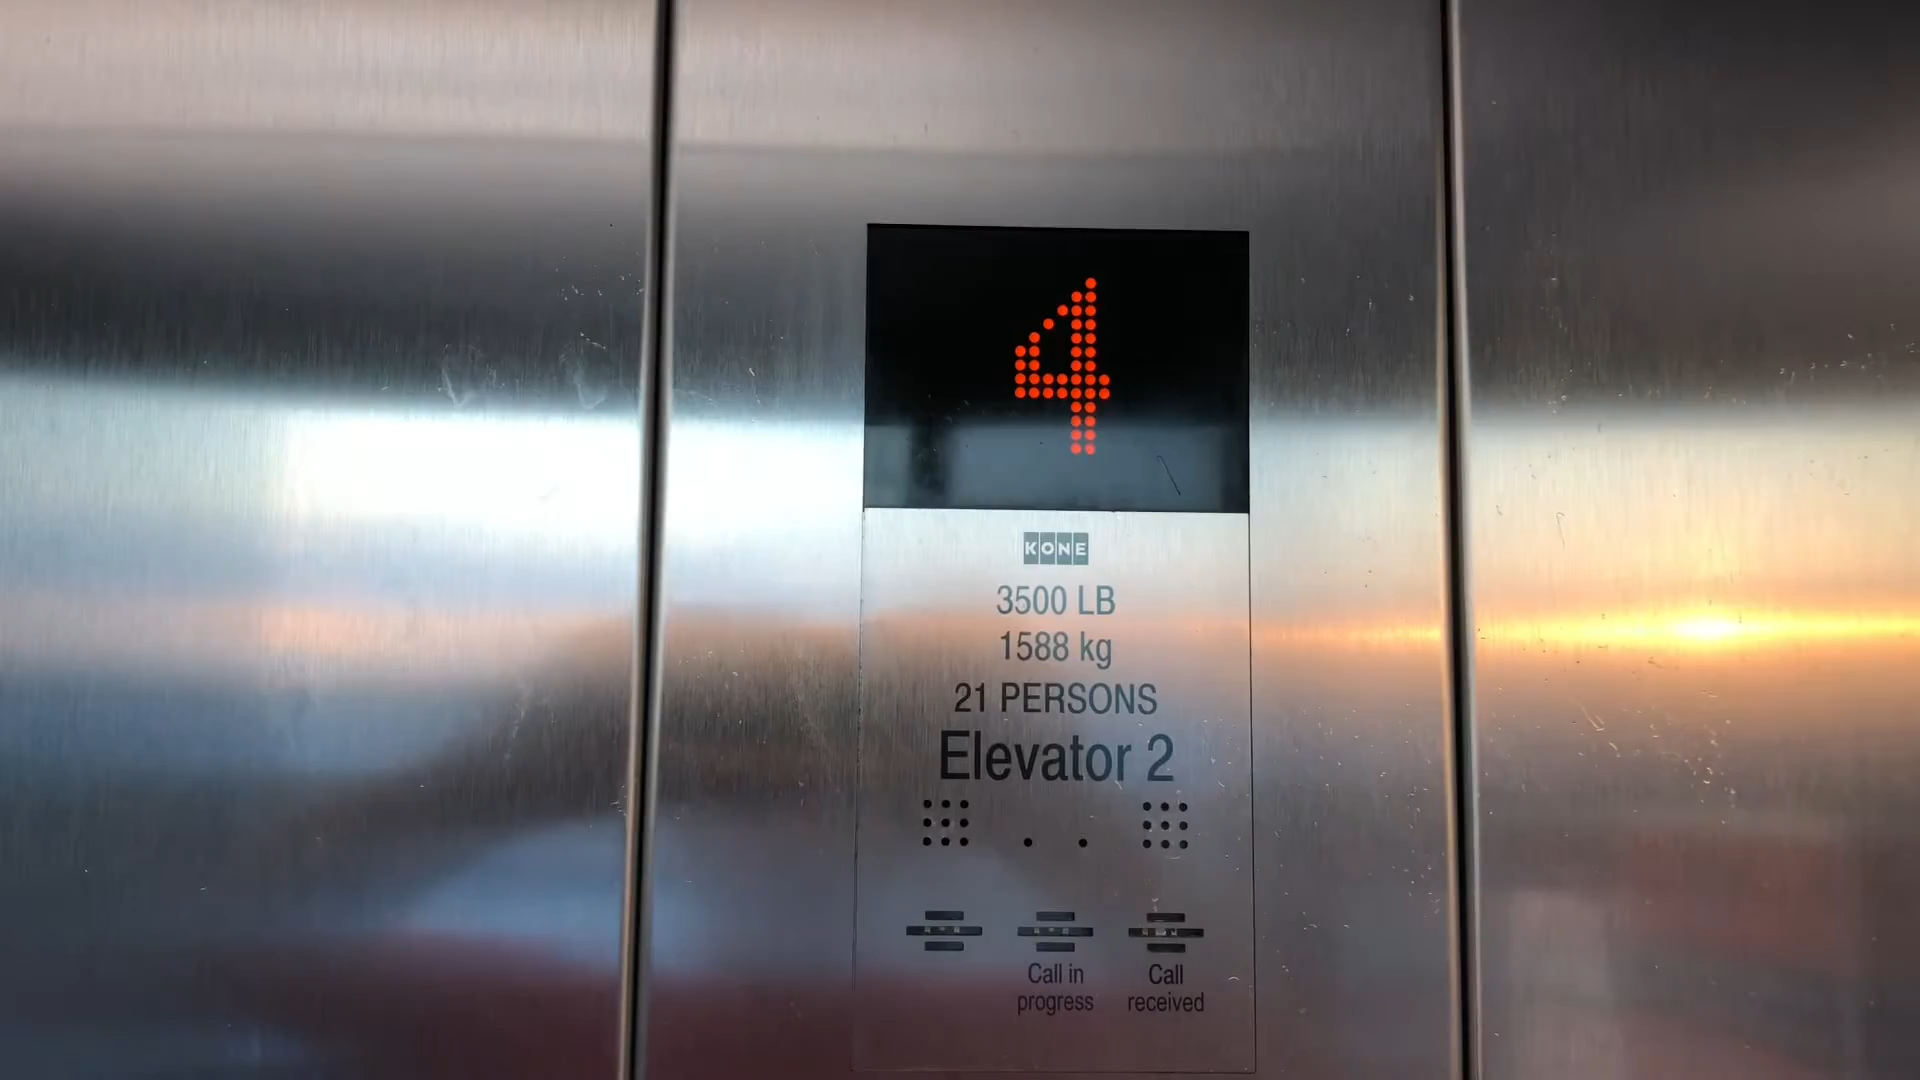 4
KONE
3500 LB
1588 kg
21 PERSONS
Elevator 2
Call in
progress
Call
received